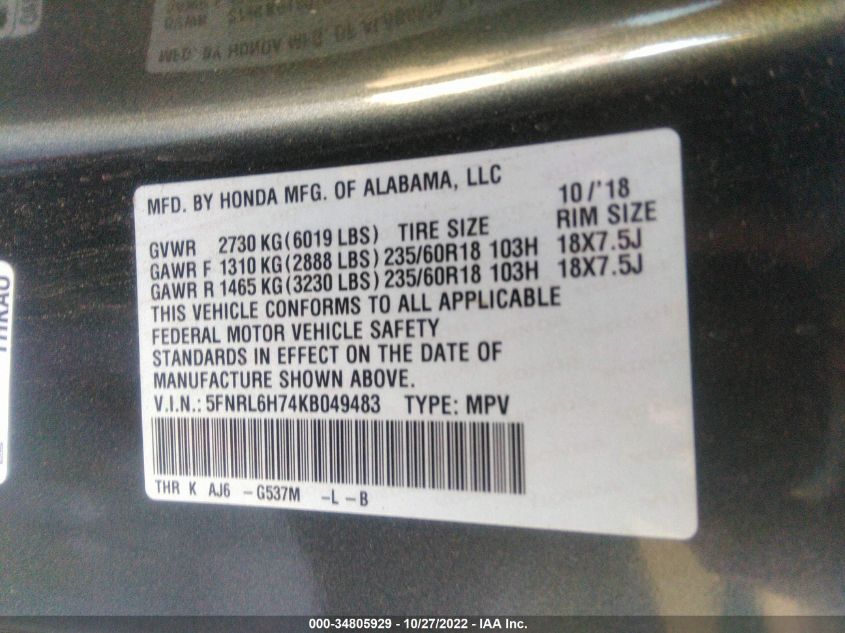 MFD. BY HONDA MFG. OF ALABAMA, LLC 10/'18
GVWR 2730 KG(6019 LBS) TIRE SIZE RIM SIZE
GAWR F 1310 KG(2888 LBS) 235/60R18 103H 18X7.5J
GAWR R 1465 KG(3230 LBS) 235/60R18 103H 18X7.5J
THIS VEHICLE CONFORMS TO ALL APPLICABLE
FEDERAL MOTOR VEHICLE SAFETY
STANDARDS IN EFFECT ON THE DATE OF
MANUFACTURE SHOWN ABOVE.
V.I.N.: 5FNRL6H74KB049483 TYPE: MPV
THR K AJ6 -G537M -L-B
000-34805929 - 10/27/2022 - IAA Inc.